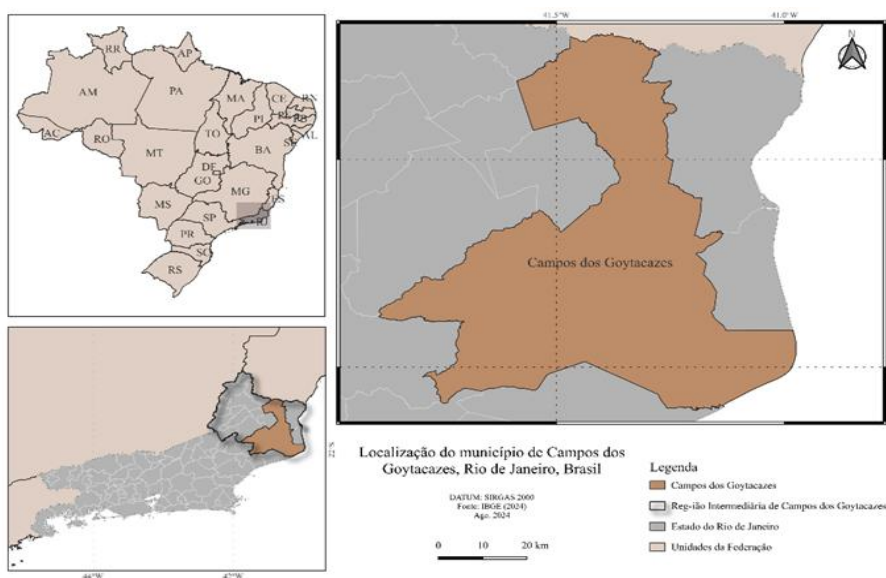 RR
AP
AM
PA
MA
CE
RN
PI
PE
PB
AC
RO
TO
AL
SE
MT
BA
DF
GO
MG
MS
ES
SP
RJ
PR
SC
RS
41.5°W
41.0°W
N
Campos dos Goytacazes
22°S
44°W
42°W
Localização do município de Campos dos
Goytacazes, Rio de Janeiro, Brasil
DATUM: SIRGAS 2000
Fonte: IBGE (2024)
Ago. 2024
0 10 20 km
Legenda
Campos dos Goytacazes
Reg-ião Intermediária de Campos dos Goytacazes
Estado do Rio de Janeiro
Unidades da Federação